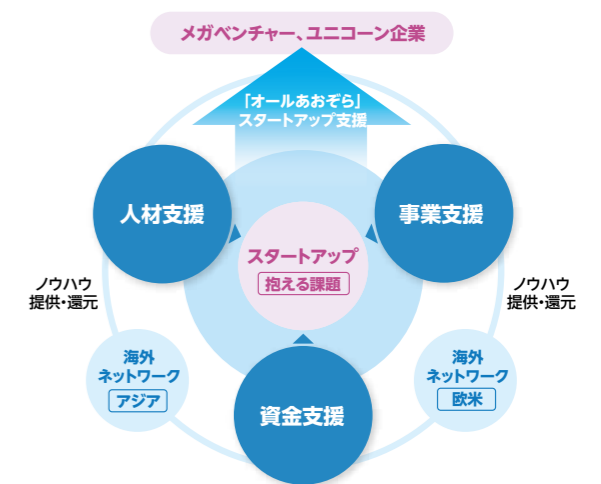 メガベンチャー、ユニコーン企業
「オールあおぞら」
スタートアップ支援
人材支援
事業支援
スタートアップ
抱える課題
ノウハウ
提供・還元
ノウハウ
提供・還元
海外
ネットワーク
アジア
海外
ネットワーク
欧米
資金支援